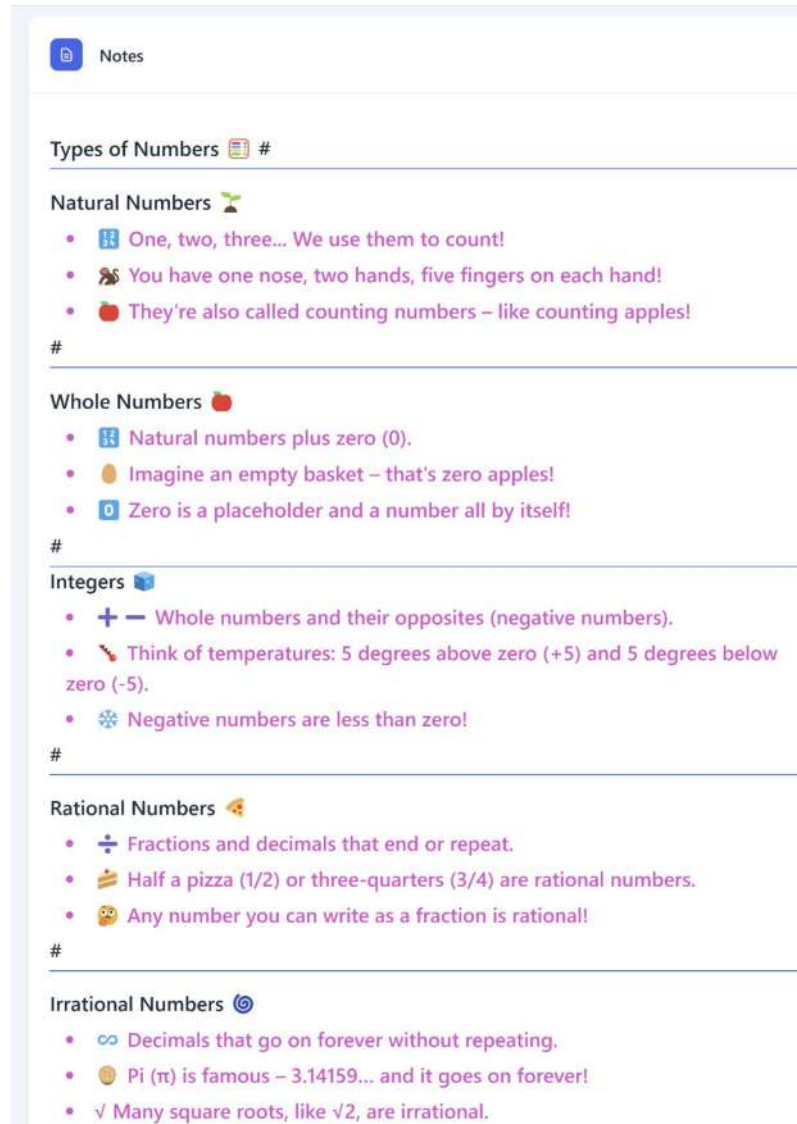 Notes
Types of Numbers #
Natural Numbers
• 🔢 One, two, three... We use them to count!
• 🐒 You have one nose, two hands, five fingers on each hand!
• 🍎 They're also called counting numbers – like counting apples!
#
Whole Numbers 🍎
• 🔢 Natural numbers plus zero (0).
• 🥚 Imagine an empty basket – that's zero apples!
• 0️⃣ Zero is a placeholder and a number all by itself!
#
Integers 🧊
• ➕➖ Whole numbers and their opposites (negative numbers).
• 🌡️ Think of temperatures: 5 degrees above zero (+5) and 5 degrees below
zero (-5).
• ❄️ Negative numbers are less than zero!
#
Rational Numbers 🍕
• ➗ Fractions and decimals that end or repeat.
• 🍰 Half a pizza (1/2) or three-quarters (3/4) are rational numbers.
• 🤔 Any number you can write as a fraction is rational!
#
Irrational Numbers 🌀
• ∞ Decimals that go on forever without repeating.
• Pi (π) is famous – 3.14159... and it goes on forever!
• √ Many square roots, like √2, are irrational.